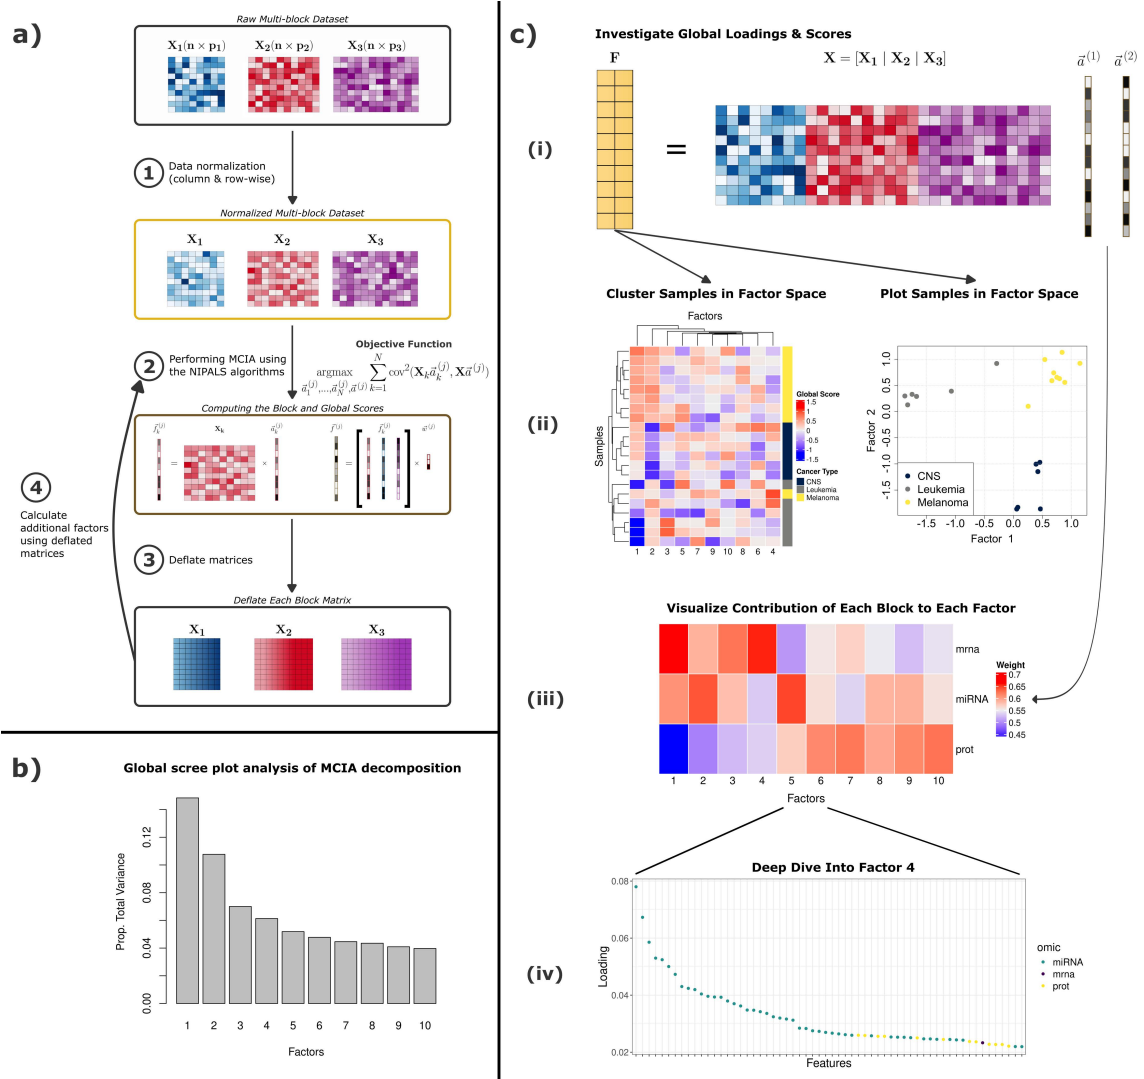 a)
Raw Multi-block Dataset
X1(n × p1) X2(n × p2) X3(n × p3)
1 Data normalization
(column & row-wise)
Normalized Multi-block Dataset
X1 X2 X3
2 Performing MCIA using
the NIPALS algorithms
Objective Function
argmax a⃗1^(j),...,a⃗N^(j),a⃗^(j) ∑ k=1 N cov²(Xk a⃗k^(j), Xa⃗^(j))
Computing the Block and Global Scores
f⃗k^(j) Xk a⃗k^(j) f⃗^(j) f⃗k^(j) w⃗^(j)
= × = ×
4
Calculate
additional factors
using deflated
matrices
3 Deflate matrices
Deflate Each Block Matrix
X1 X2 X3
b)
Global scree plot analysis of MCIA decomposition
Prop. Total Variance
0.12
0.08
0.04
0.00
1 2 3 4 5 6 7 8 9 10
Factors
c)
Investigate Global Loadings & Scores
F X = [X1 | X2 | X3] a⃗^(1) a⃗^(2)
(i)
=
Cluster Samples in Factor Space
Factors
(ii)
Samples
1 2 3 5 7 9 10 8 6 4
Global Score
1.5
1
0.5
0
-0.5
-1
-1.5
Cancer Type
CNS
Leukemia
Melanoma
Plot Samples in Factor Space
Factor 2
1.0
0.5
0.0
-0.5
-1.0
-1.5
CNS
Leukemia
Melanoma
-1.5 -1.0 -0.5 0.0 0.5 1.0
Factor 1
Visualize Contribution of Each Block to Each Factor
(iii)
mrna
miRNA
prot
1 2 3 4 5 6 7 8 9 10
Factors
Weight
0.7
0.65
0.6
0.55
0.5
0.45
Deep Dive Into Factor 4
(iv)
Loading
0.08
0.06
0.04
0.02
Features
omic
miRNA
mrna
prot